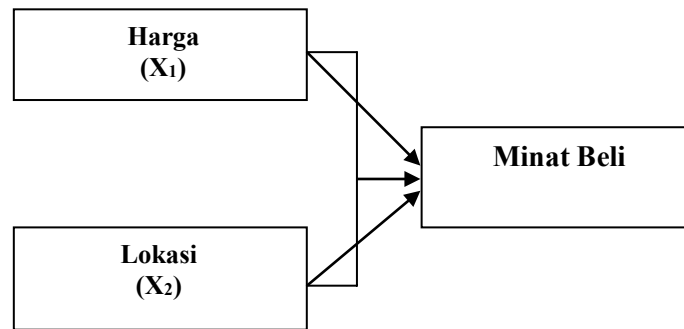 Harga
(X₁)
Minat Beli
Lokasi
(X₂)